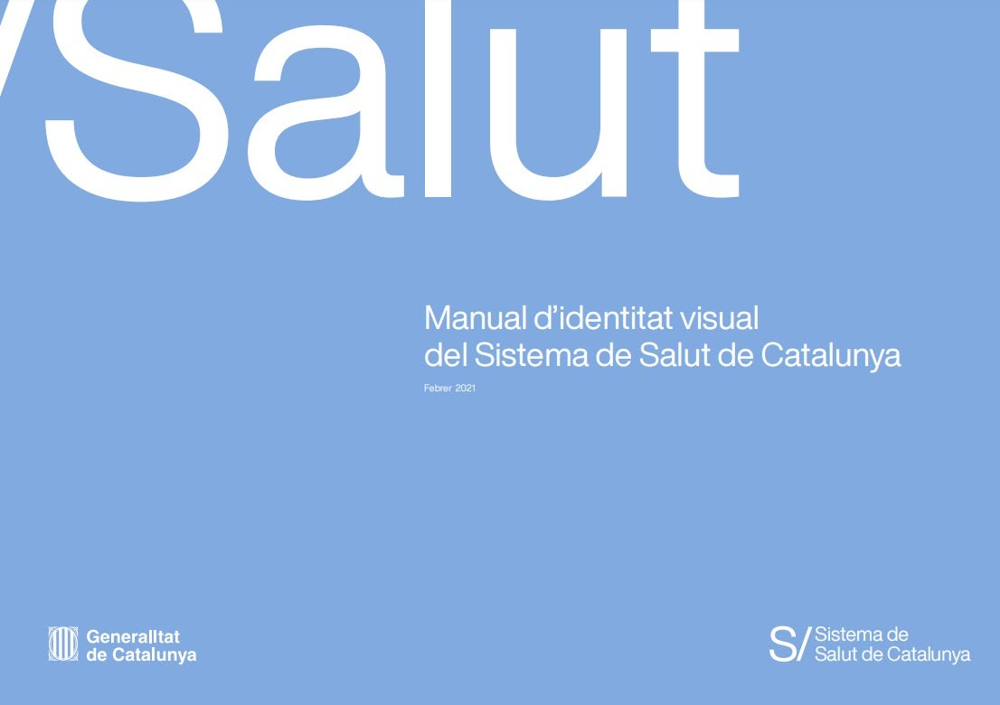 /Salut
Manual d’identitat visual
del Sistema de Salut de Catalunya
Febrer 2021
Generalltat
de Catalunya
S/ Sistema de
Salut de Catalunya